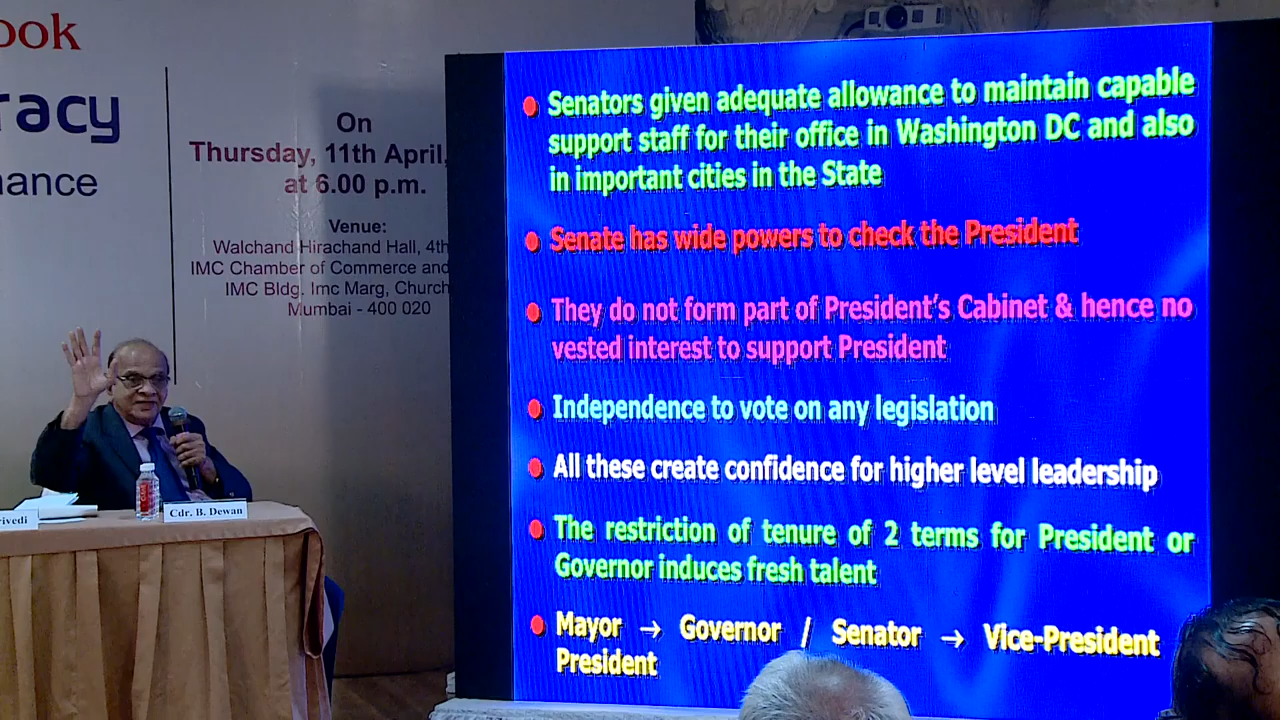 ook
racy
nance
On
Thursday, 11th April,
at 6.00 p.m.
Venue:
Walchand Hirachand Hall, 4th
IMC Chamber of Commerce and
IMC Bldg. Imc Marg, Church
Mumbai - 400 020
rivedi
Cdr. B. Dewan
Senators given adequate allowance to maintain capable
support staff for their office in Washington DC and also
in important cities in the State
Senate has wide powers to check the President
They do not form part of President's Cabinet & hence no
vested interest to support President
Independence to vote on any legislation
All these create confidence for higher level leadership
The restriction of tenure of 2 terms for President or
Governor induces fresh talent
Mayor → Governor / Senator → Vice-President
President